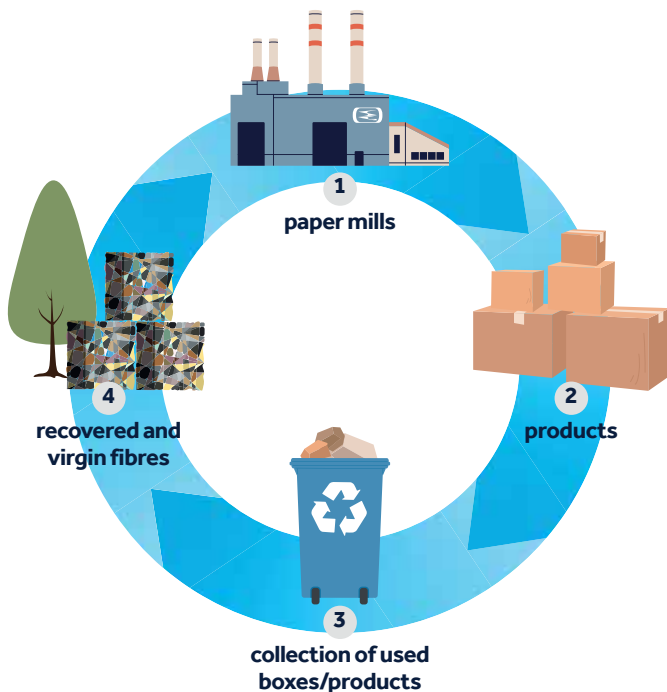 1
paper mills
2
products
3
collection of used
boxes/products
4
recovered and
virgin fibres